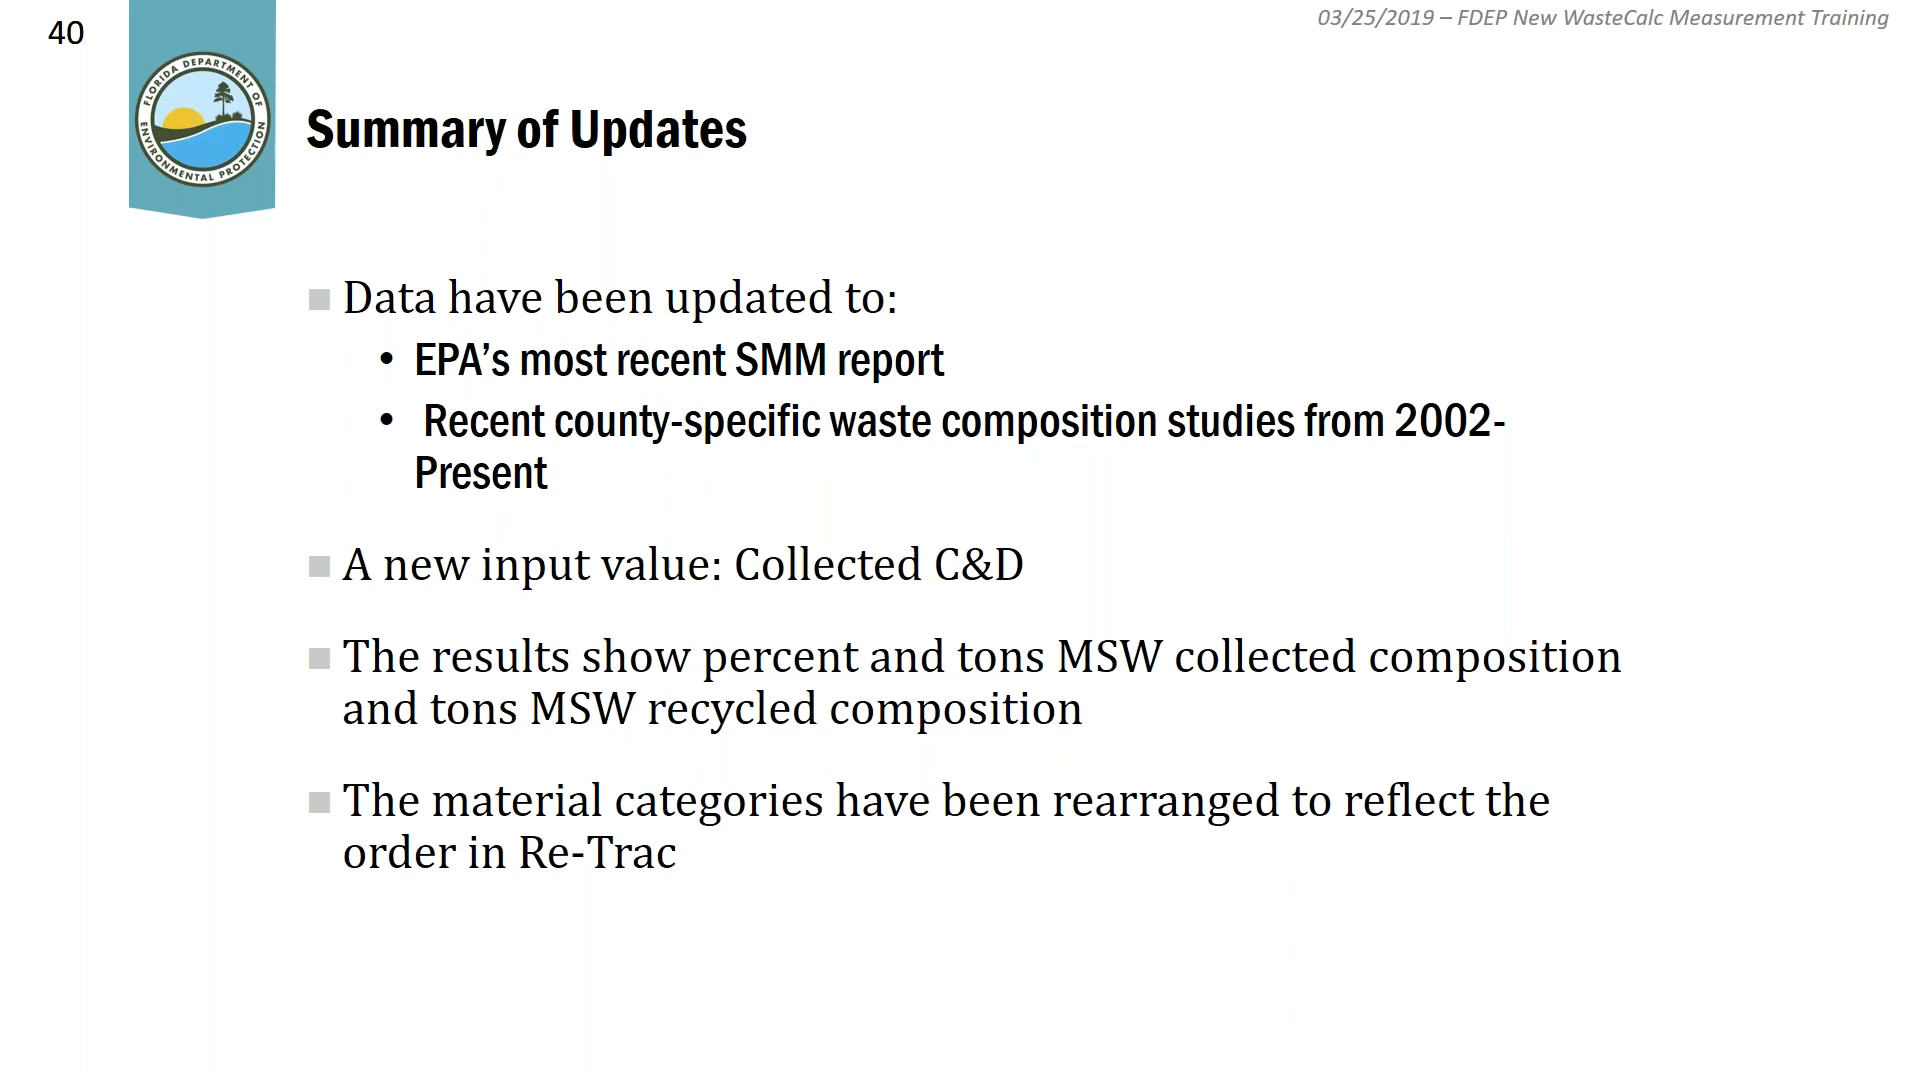 40
03/25/2019 – FDEP New WasteCalc Measurement Training
FLORIDA DEPARTMENT OF
ENVIRONMENTAL PROTECTION
Summary of Updates
Data have been updated to:
• EPA’s most recent SMM report
• Recent county-specific waste composition studies from 2002-
Present
A new input value: Collected C&D
The results show percent and tons MSW collected composition
and tons MSW recycled composition
The material categories have been rearranged to reflect the
order in Re-Trac